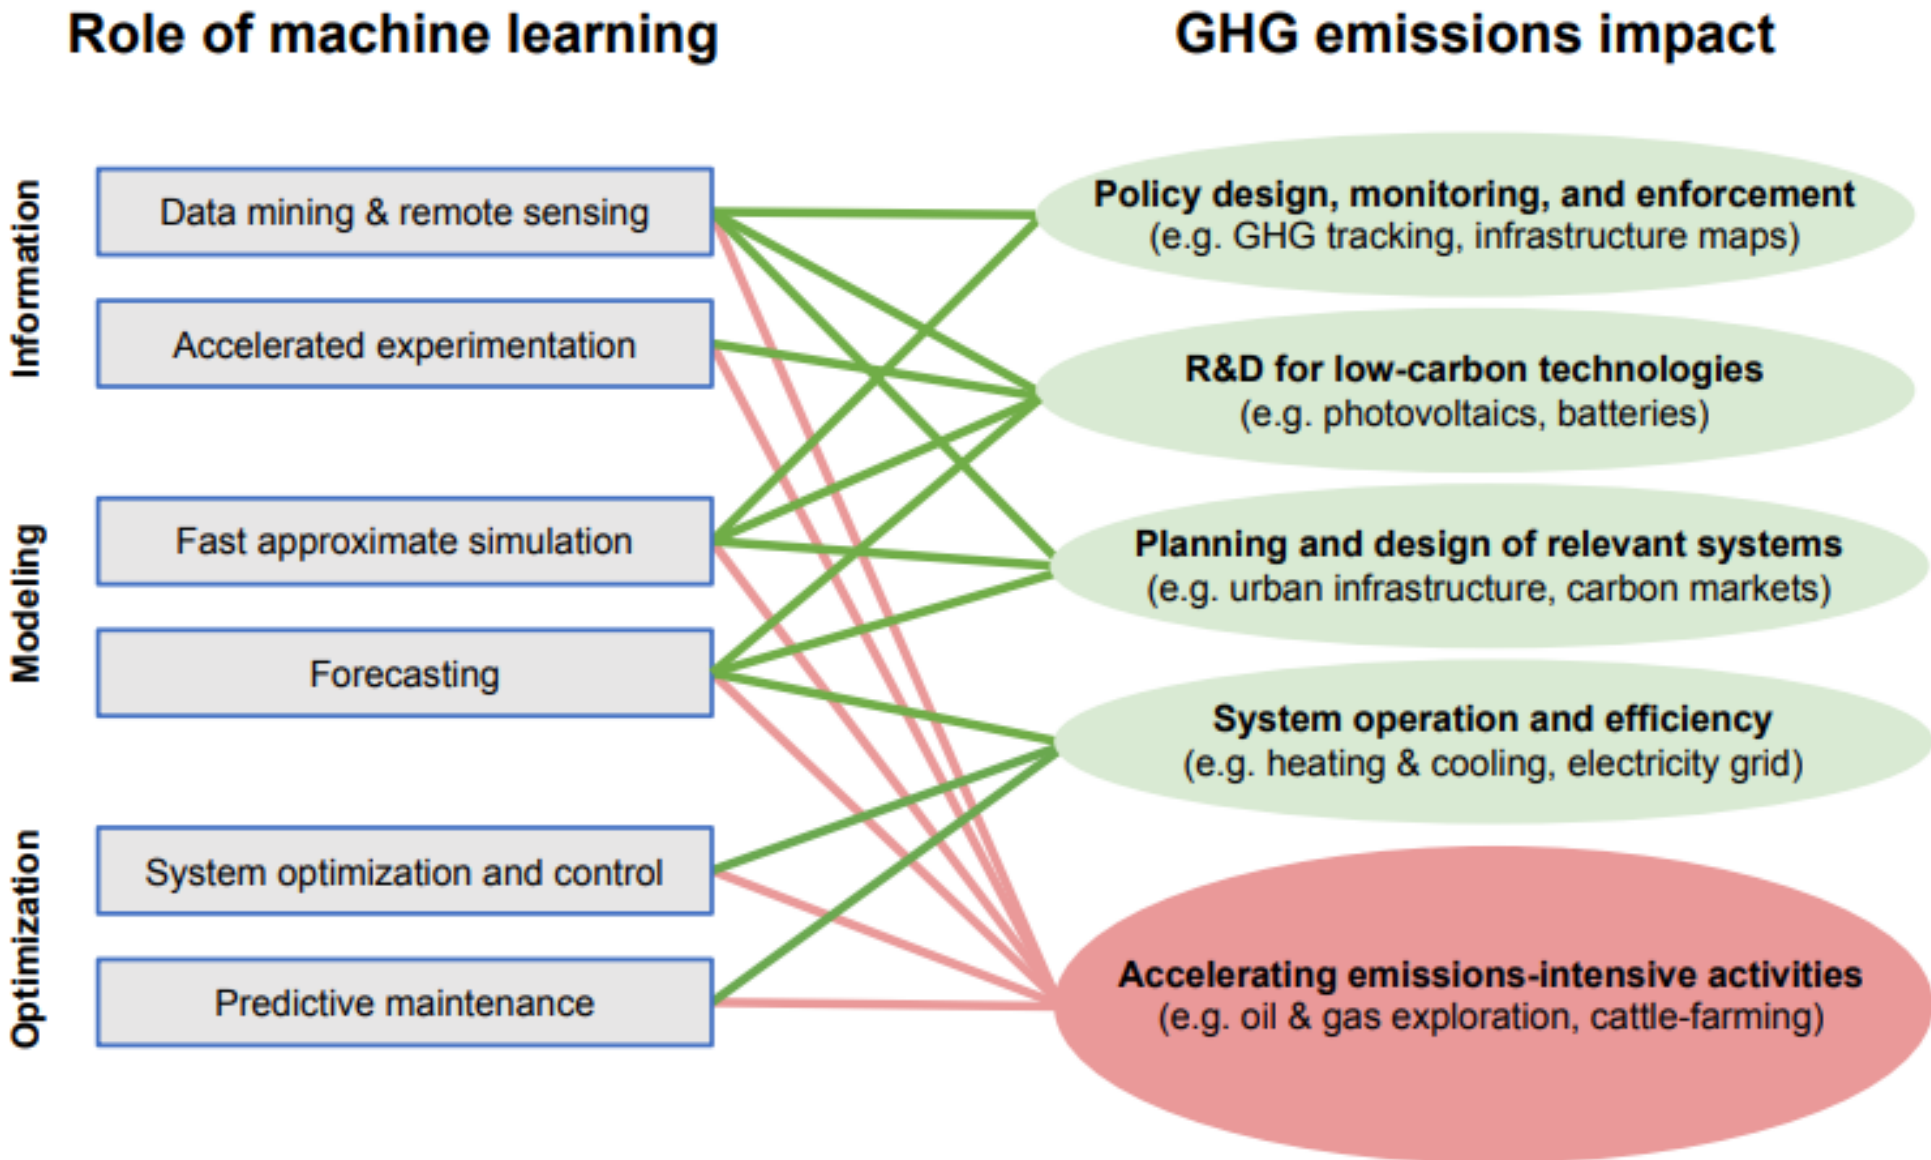 Role of machine learning
GHG emissions impact
Information
Data mining & remote sensing
Accelerated experimentation
Modeling
Fast approximate simulation
Forecasting
Optimization
System optimization and control
Predictive maintenance
Policy design, monitoring, and enforcement
(e.g. GHG tracking, infrastructure maps)
R&D for low-carbon technologies
(e.g. photovoltaics, batteries)
Planning and design of relevant systems
(e.g. urban infrastructure, carbon markets)
System operation and efficiency
(e.g. heating & cooling, electricity grid)
Accelerating emissions-intensive activities
(e.g. oil & gas exploration, cattle-farming)